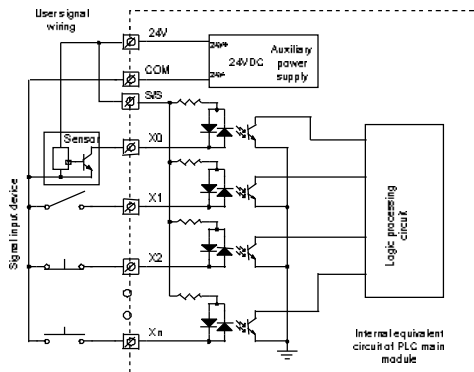 User signal
wiring
24V
24V+
24VDC
24V-
Auxiliary
power
supply
COM
S/S
Sensor
X0
X1
X2
Xn
Signal input device
Logic processing
circuit
Internal equivalent
circuit of PLC main
module